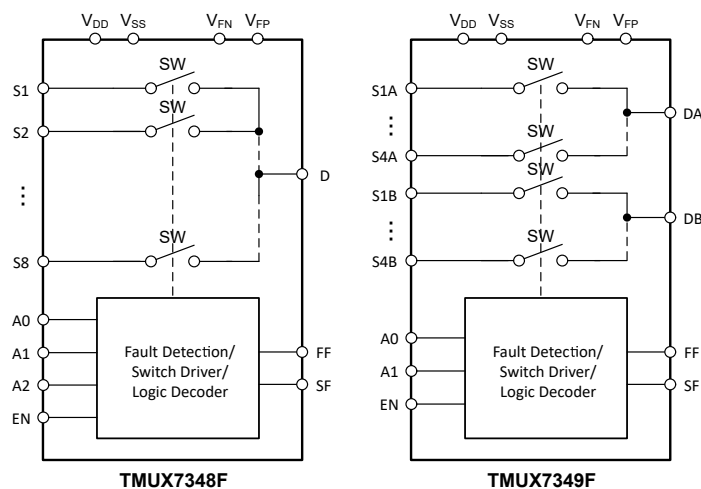 VDD VSS VFN VFP
S1
SW
S2
SW
D
...
S8
SW
A0
A1
A2
EN
Fault Detection/
Switch Driver/
Logic Decoder
FF
SF
TMUX7348F
VDD VSS VFN VFP
S1A
SW
DA
...
S4A
SW
S1B
SW
DB
...
S4B
SW
A0
A1
EN
Fault Detection/
Switch Driver/
Logic Decoder
FF
SF
TMUX7349F